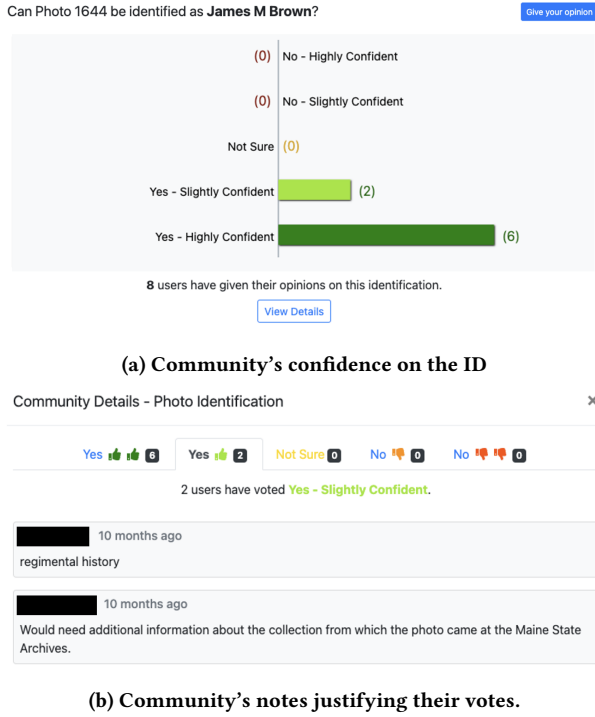 Can Photo 1644 be identified as James M Brown?
Give your opinion
(0) No - Highly Confident
(0) No - Slightly Confident
Not Sure (0)
Yes - Slightly Confident (2)
Yes - Highly Confident (6)
8 users have given their opinions on this identification.
View Details
(a) Community's confidence on the ID
Community Details - Photo Identification
Yes 6 Yes 2 Not Sure 0 No 0 No 0
2 users have voted Yes - Slightly Confident.
10 months ago
regimental history
10 months ago
Would need additional information about the collection from which the photo came at the Maine State
Archives.
(b) Community's notes justifying their votes.